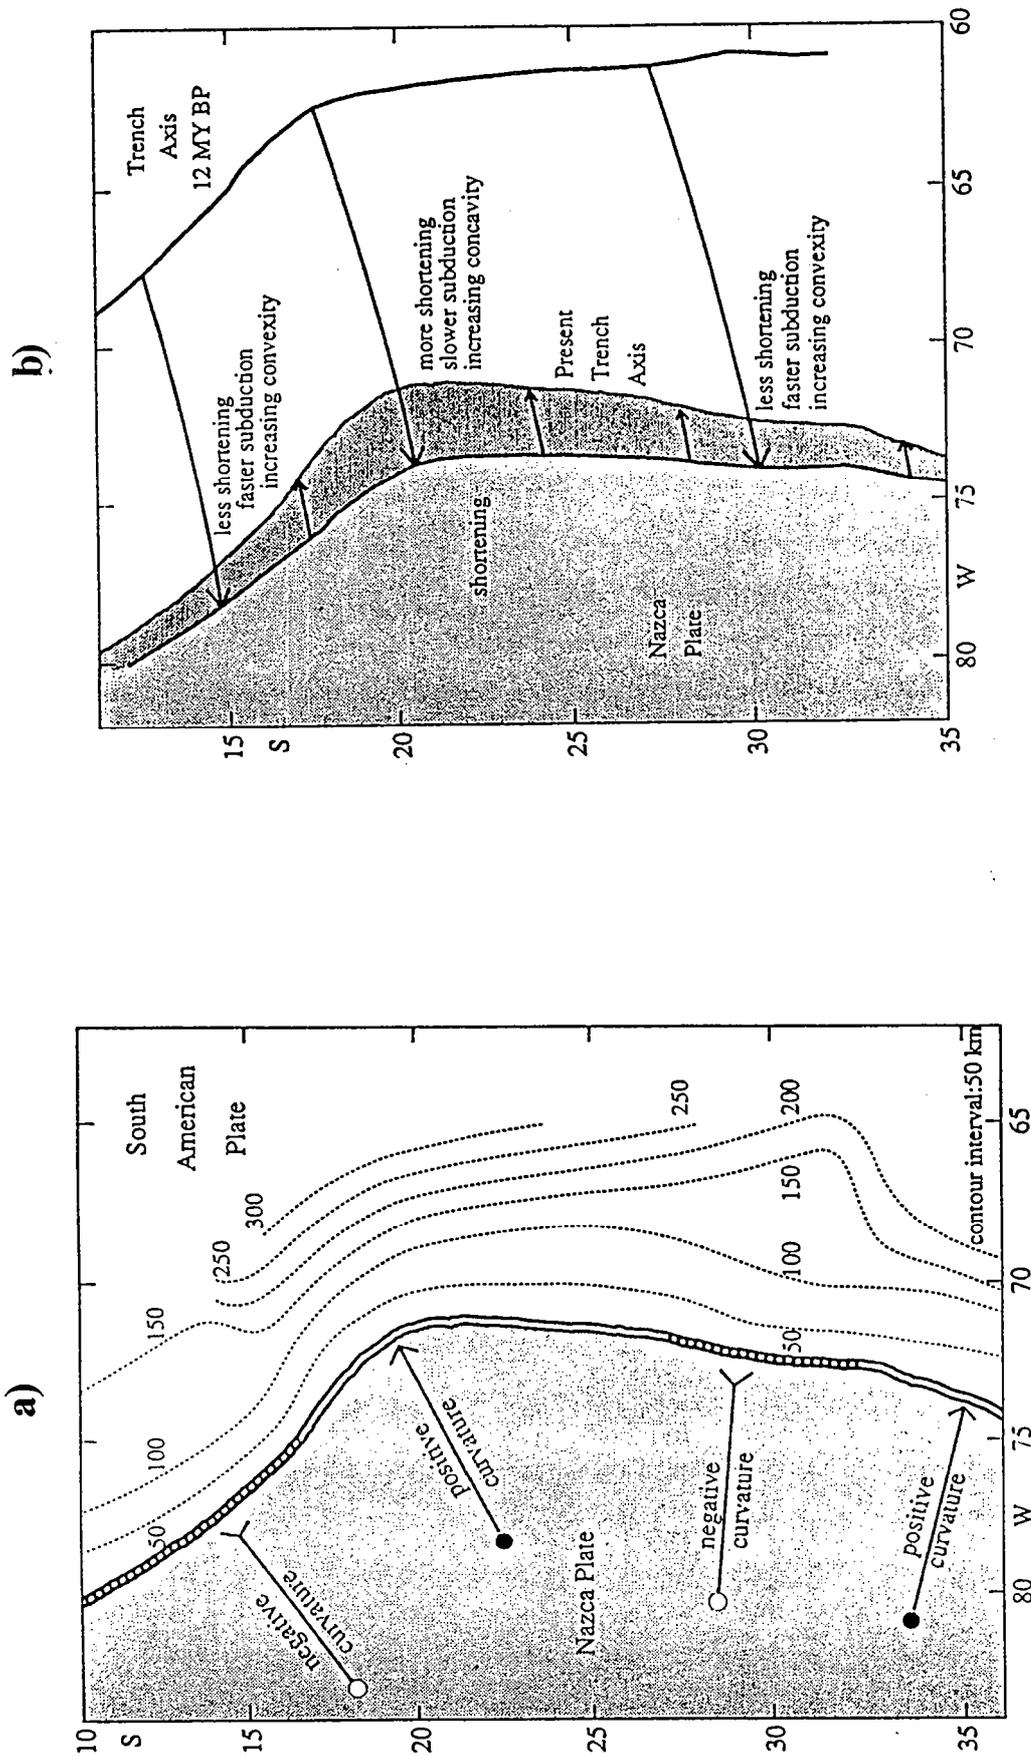 a)
South
American
Plate
300
250
150
100
50
250
200
150
100
50
contour interval:50 km
negative
curvature
positive
curvature
Nazca Plate
negative
curvature
positive
curvature
10
S
15
20
25
30
35
80
W
75
70
65
b)
Trench
Axis
12 MY BP
less shortening
faster subduction
increasing convexity
more shortening
slower subduction
increasing concavity
Present
Trench
Axis
less shortening
faster subduction
increasing convexity
shortening
Nazca
Plate
15
S
20
25
30
35
80
W
75
70
65
60